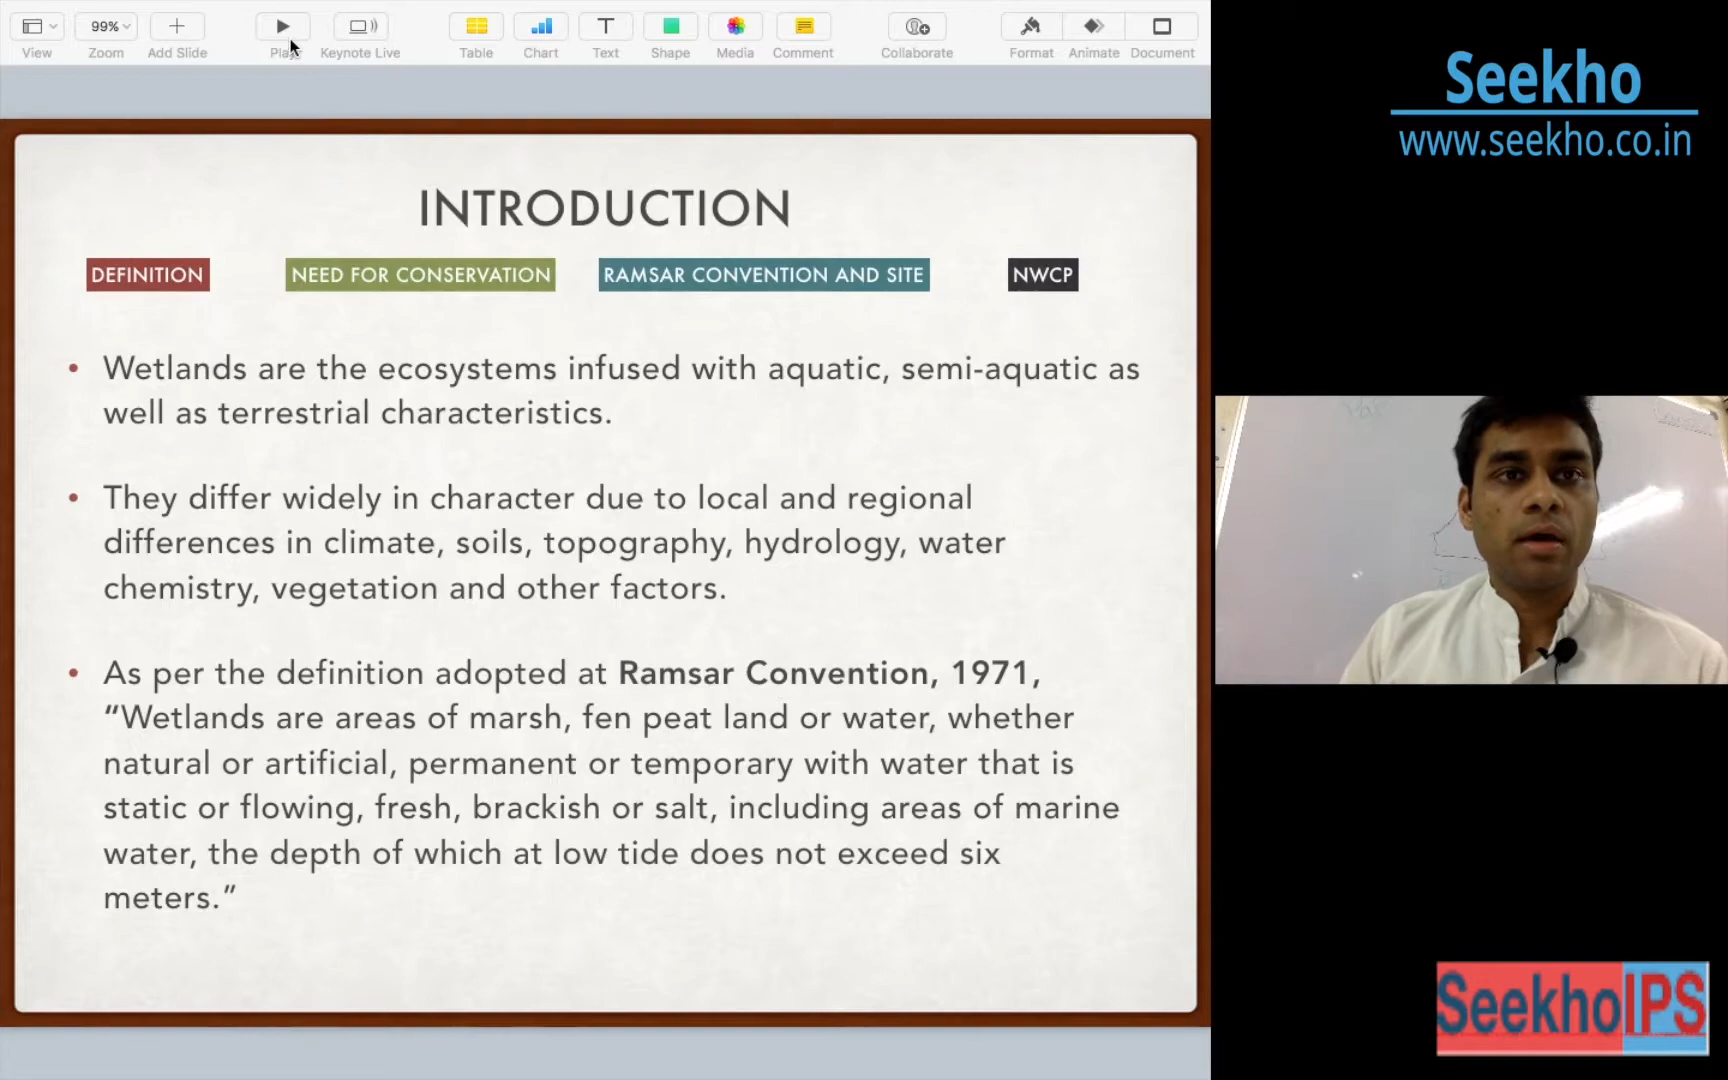 View
99%
Zoom
Add Slide
Play
Keynote Live
Table
Chart
Text
Shape
Media
Comment
Collaborate
Format
Animate
Document
Seekho
www.seekho.co.in
INTRODUCTION
DEFINITION
NEED FOR CONSERVATION
RAMSAR CONVENTION AND SITE
NWCP
• Wetlands are the ecosystems infused with aquatic, semi-aquatic as
well as terrestrial characteristics.
• They differ widely in character due to local and regional
differences in climate, soils, topography, hydrology, water
chemistry, vegetation and other factors.
• As per the definition adopted at Ramsar Convention, 1971,
“Wetlands are areas of marsh, fen peat land or water, whether
natural or artificial, permanent or temporary with water that is
static or flowing, fresh, brackish or salt, including areas of marine
water, the depth of which at low tide does not exceed six
meters.”
SeekhoIPS